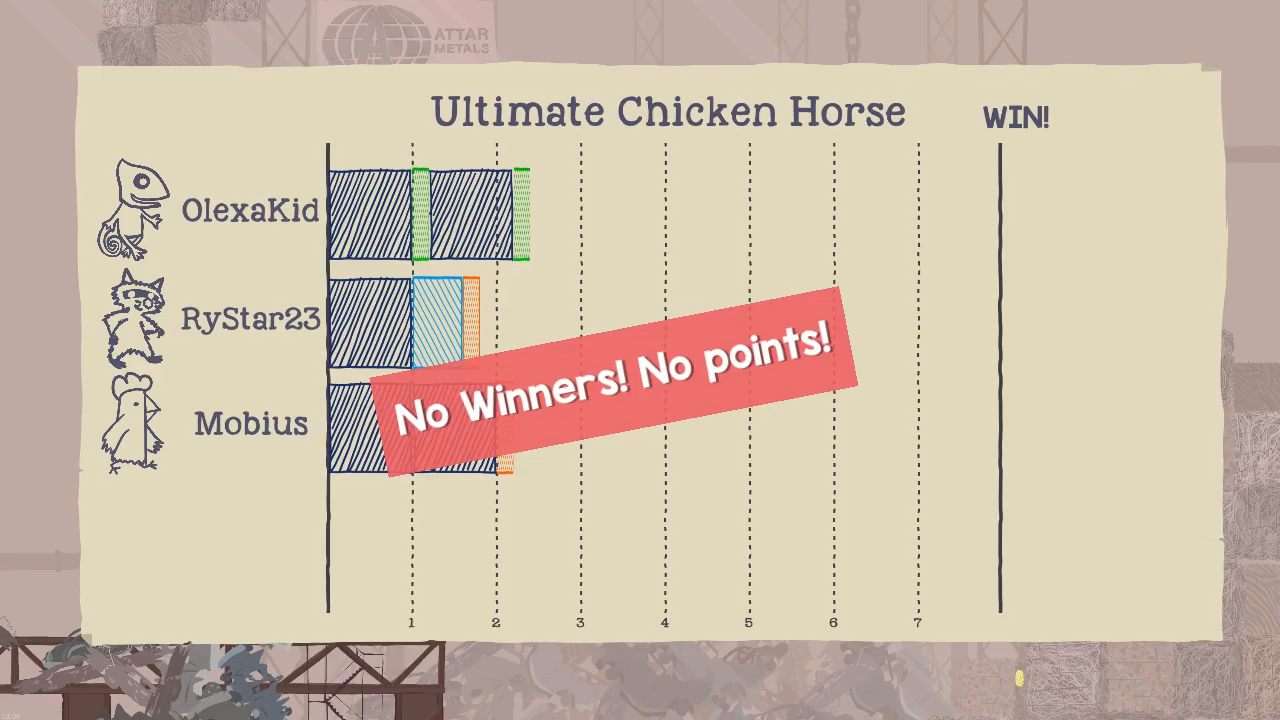 ATTAR
METALS
Ultimate Chicken Horse
WIN!
OlexaKid
RyStar23
No Winners! No points!
Mobius
1 2 3 4 5 6 7